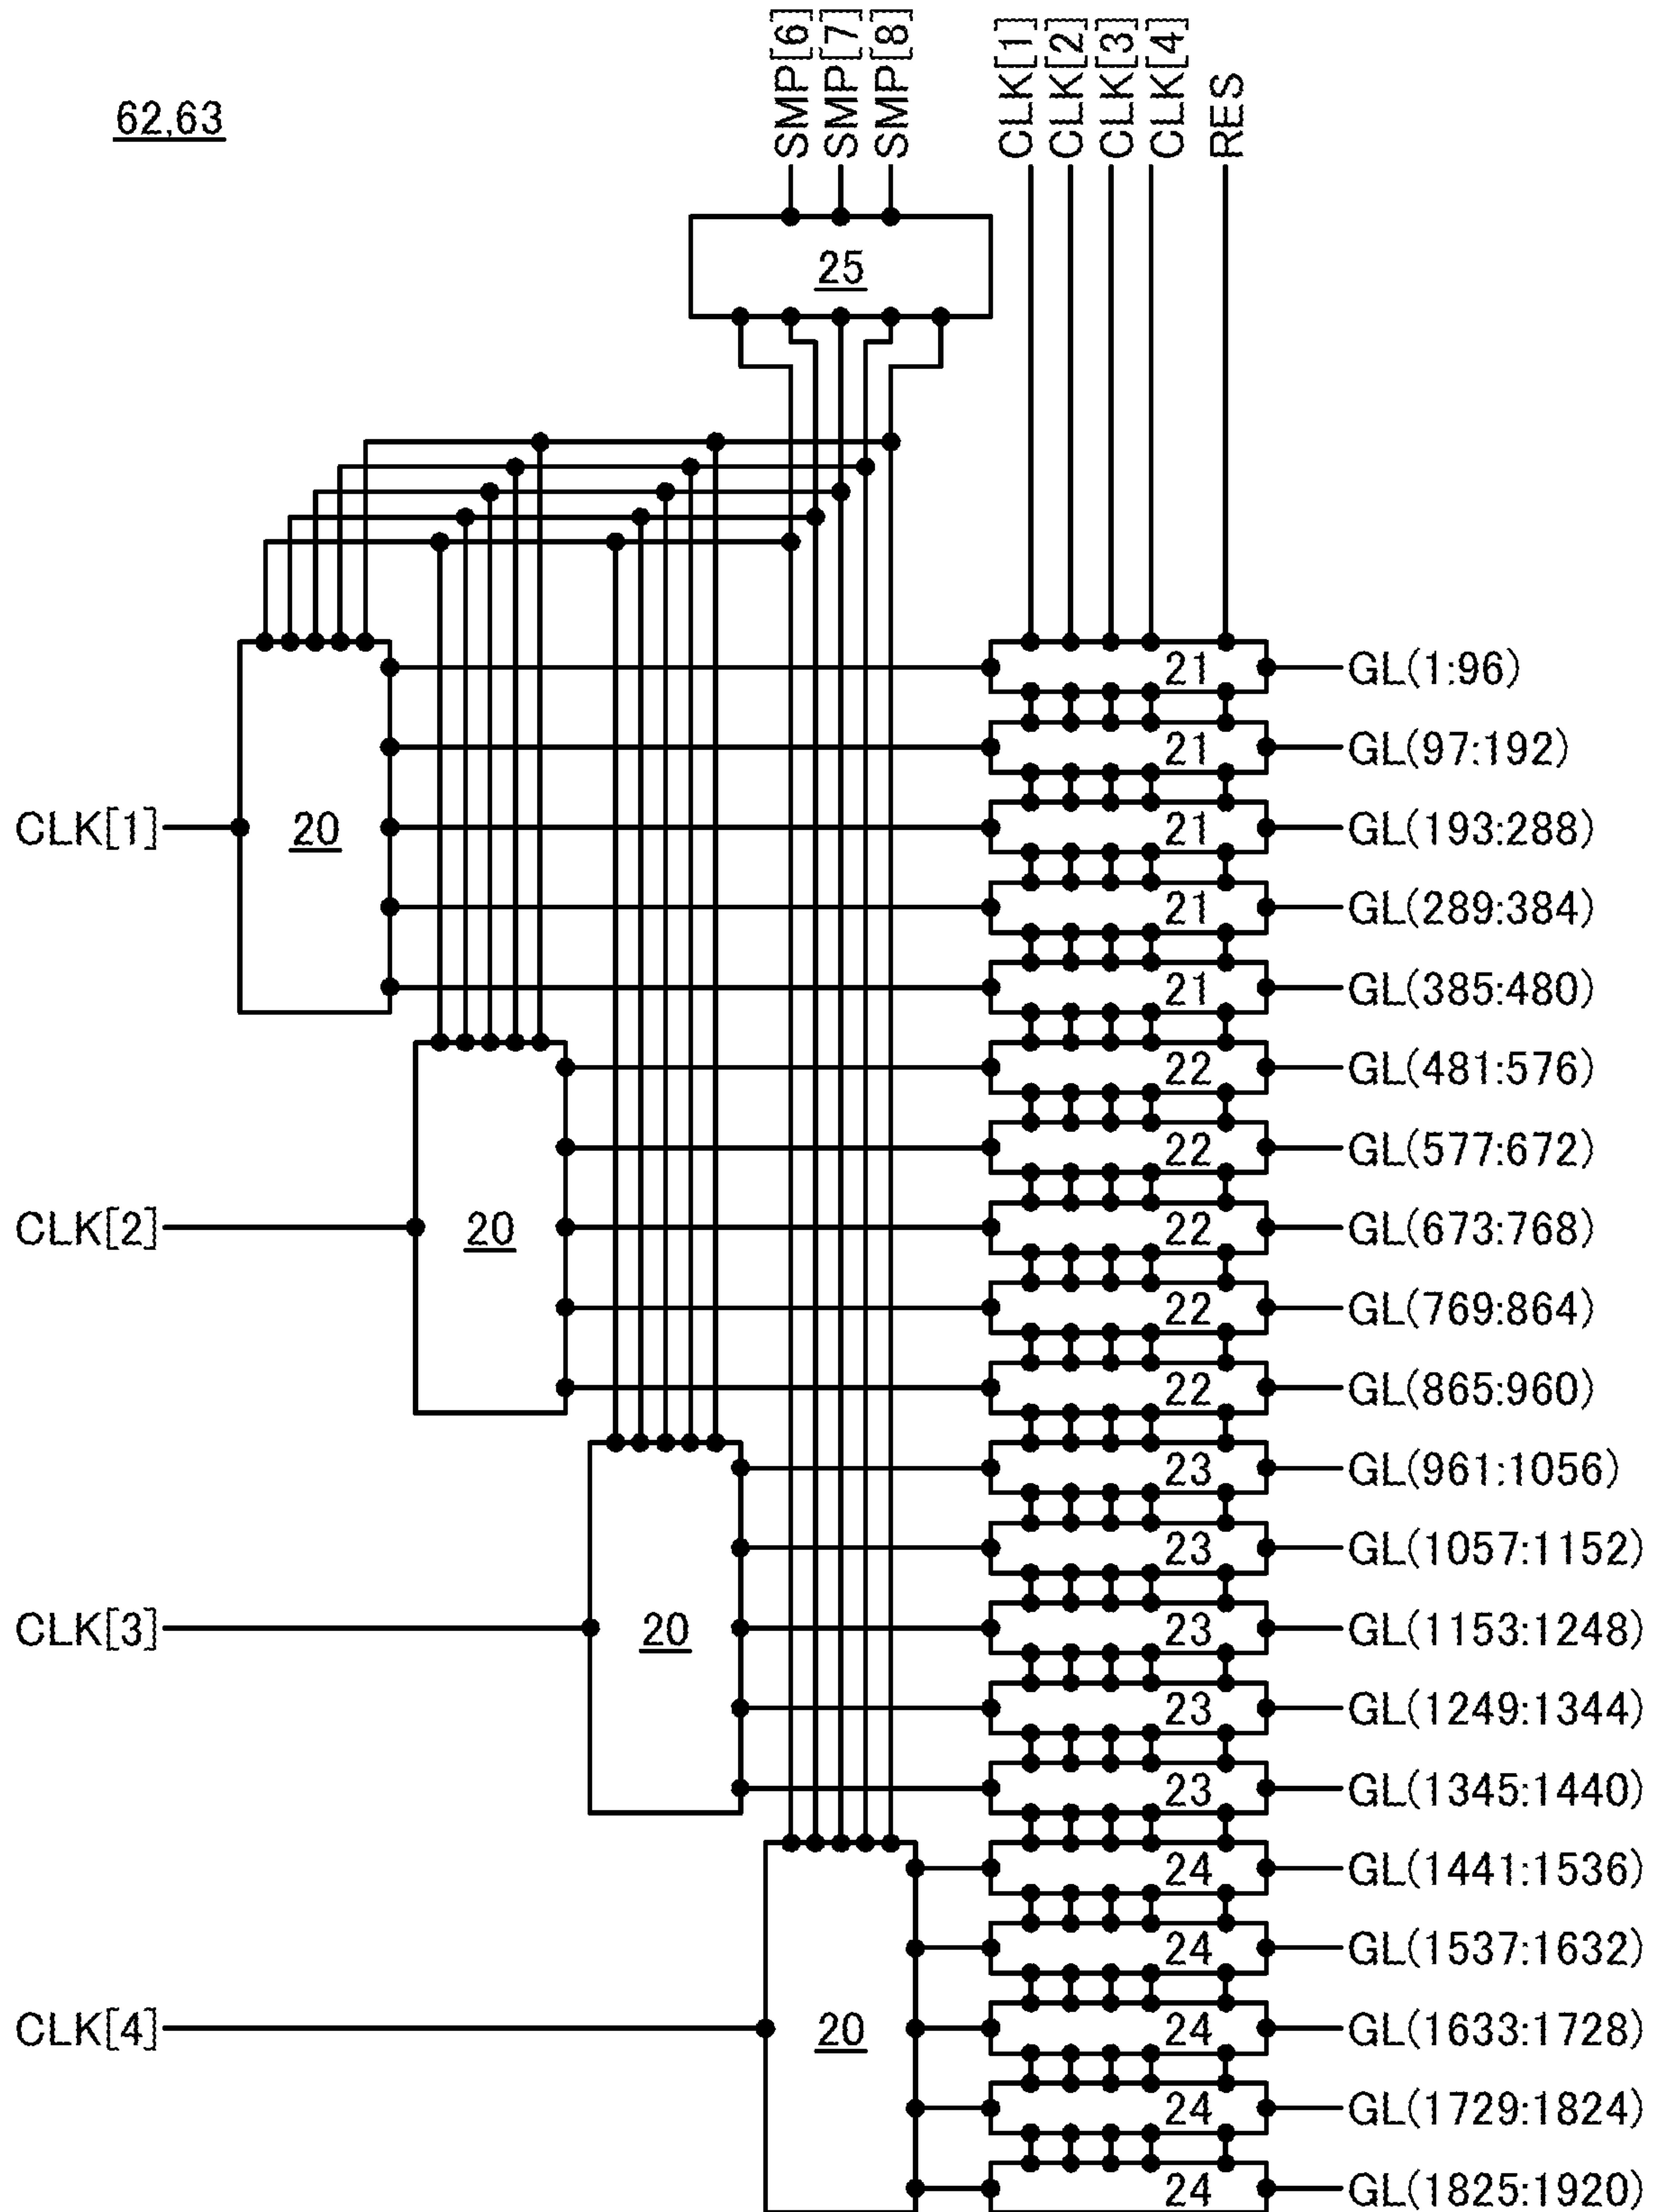 62,63
SMP[6]
SMP[7]
SMP[8]
CLK[1]
CLK[2]
CLK[3]
CLK[4]
RES
25
21 GL(1:96)
21 GL(97:192)
CLK[1] 20 21 GL(193:288)
21 GL(289:384)
21 GL(385:480)
22 GL(481:576)
22 GL(577:672)
CLK[2] 20 22 GL(673:768)
22 GL(769:864)
22 GL(865:960)
23 GL(961:1056)
23 GL(1057:1152)
CLK[3] 20 23 GL(1153:1248)
23 GL(1249:1344)
23 GL(1345:1440)
24 GL(1441:1536)
24 GL(1537:1632)
CLK[4] 20 24 GL(1633:1728)
24 GL(1729:1824)
24 GL(1825:1920)